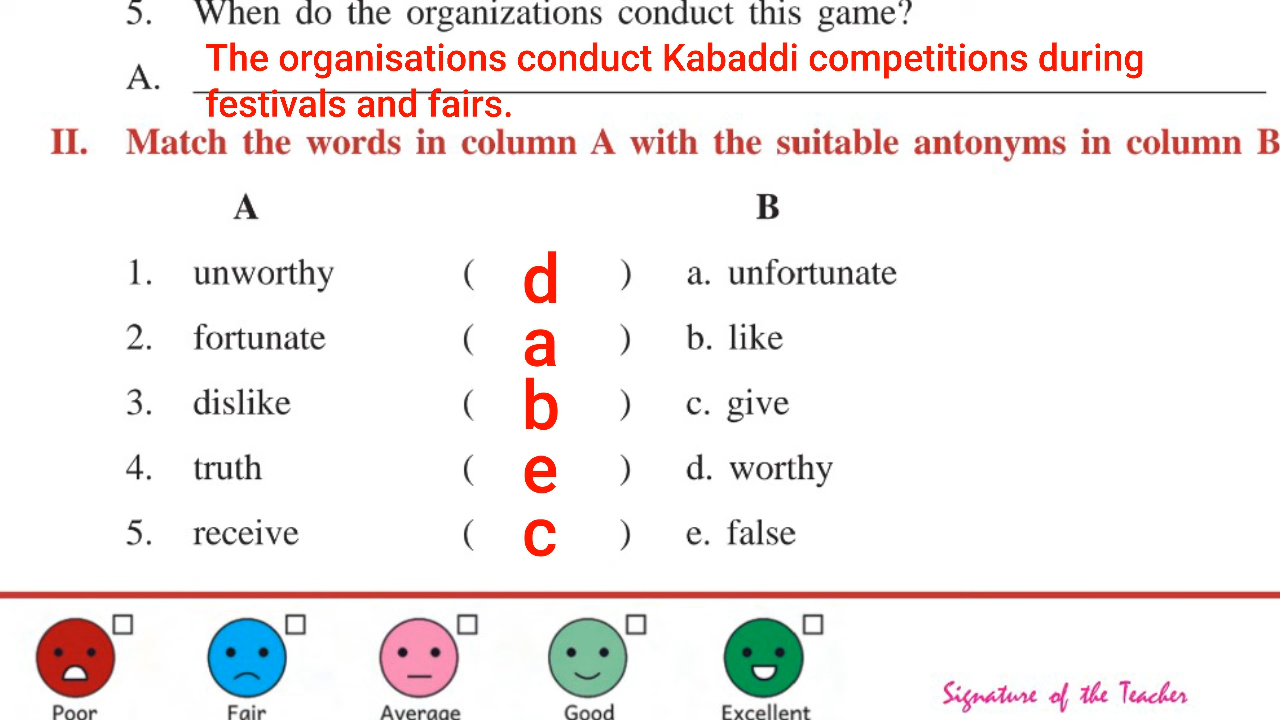 5. When do the organizations conduct this game?
A. The organisations conduct Kabaddi competitions during
festivals and fairs.
II. Match the words in column A with the suitable antonyms in column B
A B
1. unworthy ( d ) a. unfortunate
2. fortunate ( a ) b. like
3. dislike ( b ) c. give
4. truth ( e ) d. worthy
5. receive ( c ) e. false
Poor Fair Average Good Excellent
Signature of the Teacher